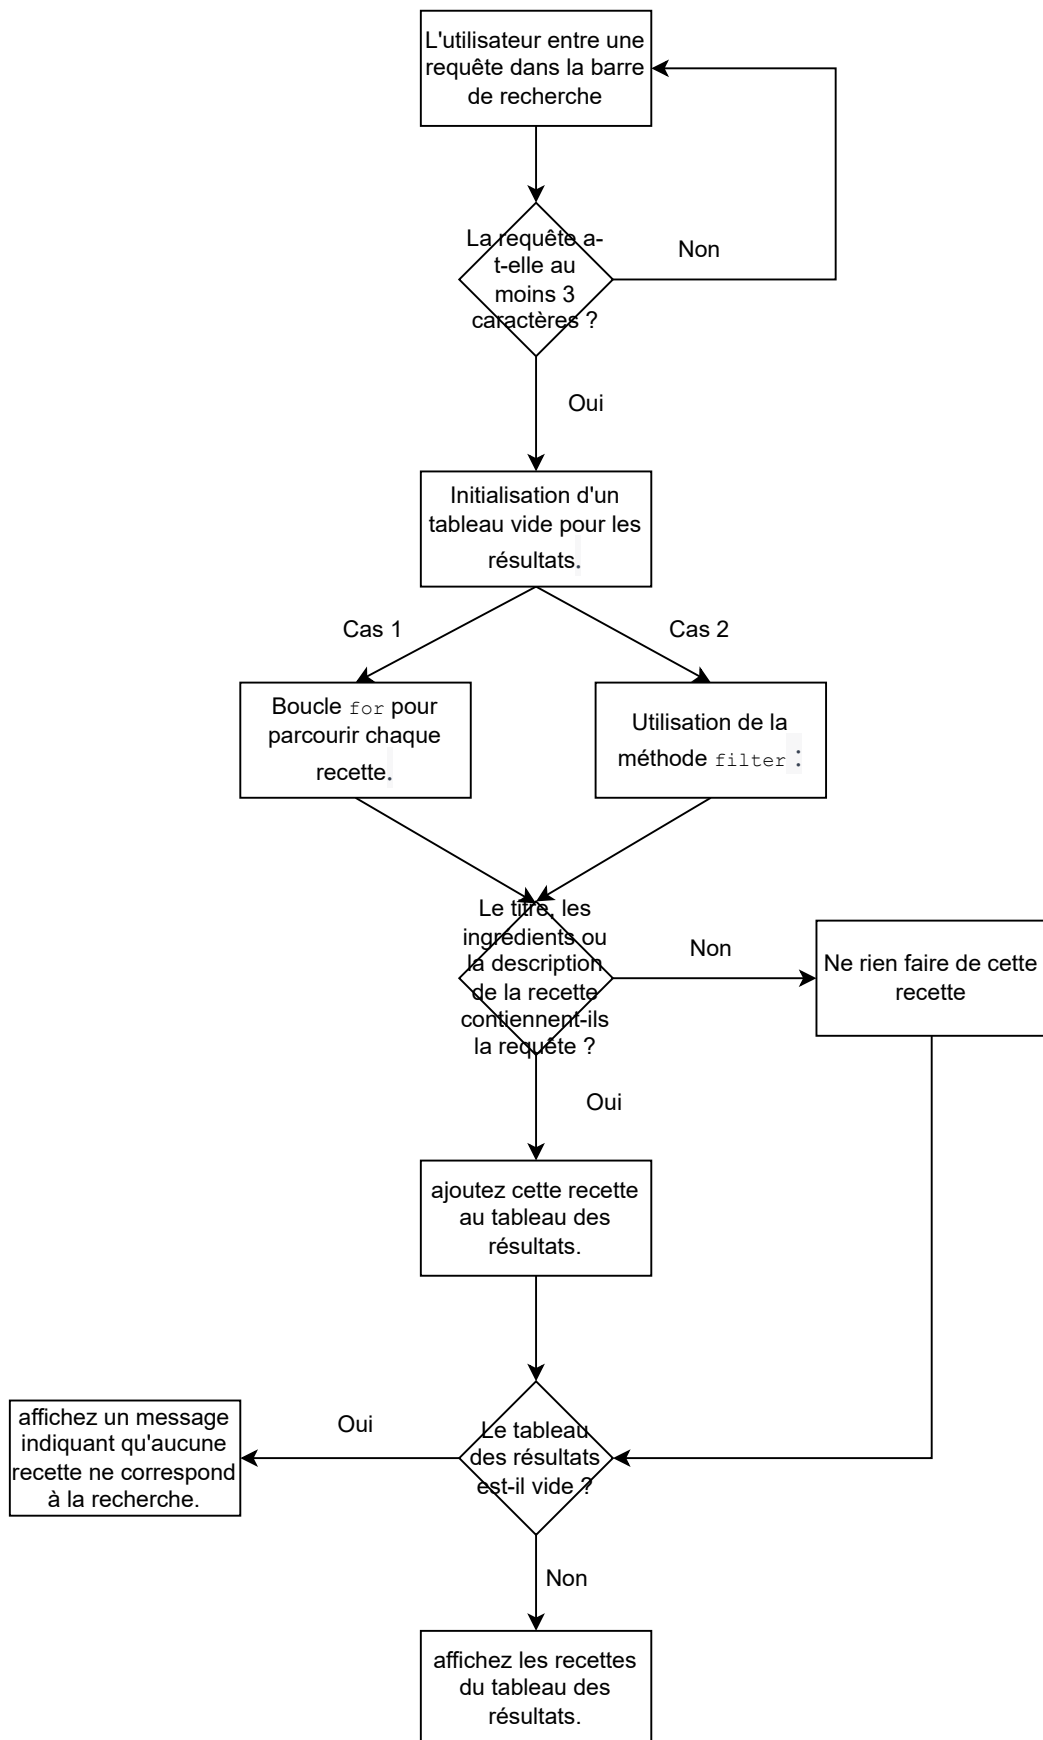 L'utilisateur entre une
requête dans la barre
de recherche
La requête a-
t-elle au
moins 3
caractères ?
Non
Oui
Initialisation d'un
tableau vide pour les
résultats.
Cas 1
Cas 2
Boucle for pour
parcourir chaque
recette.
Utilisation de la
méthode filter :
Le titre, les
ingrédients ou
la description
de la recette
contiennent-ils
la requête ?
Non
Ne rien faire de cette
recette
Oui
ajoutez cette recette
au tableau des
résultats.
Le tableau
des résultats
est-il vide ?
Oui
affichez un message
indiquant qu'aucune
recette ne correspond
à la recherche.
Non
affichez les recettes
du tableau des
résultats.